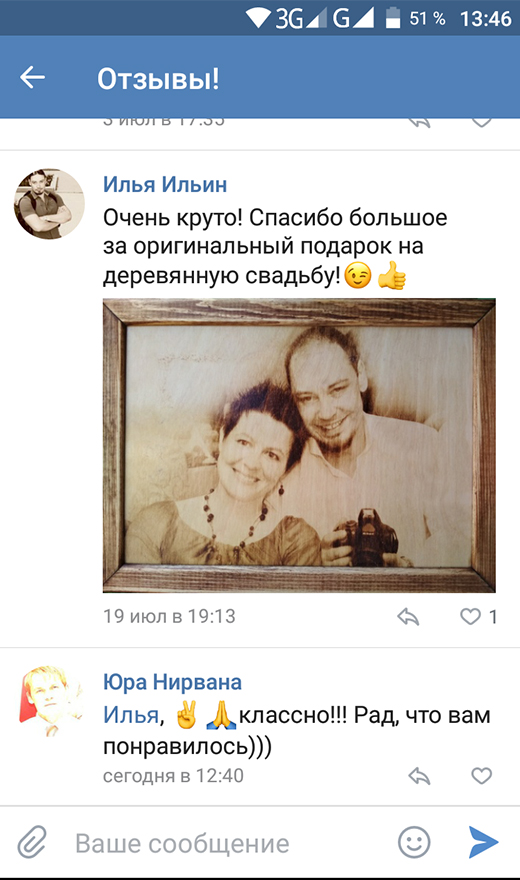 3G G 51 % 13:46
Отзывы!
3 июл в 17:35
Илья Ильин
Очень круто! Спасибо большое
за оригинальный подарок на
деревянную свадьбу!😉👍
19 июл в 19:13 1
Юра Нирвана
Илья, ✌🙏классно!!! Рад, что вам
понравилось)))
сегодня в 12:40
Ваше сообщение